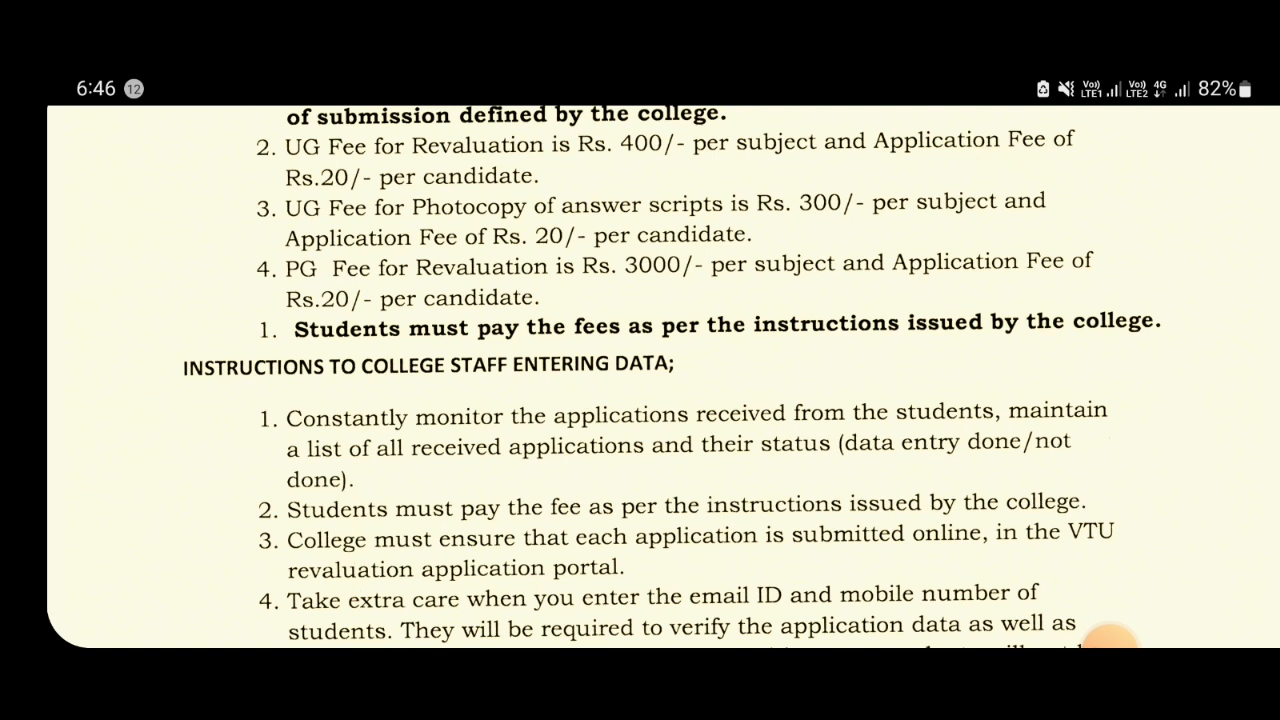 6:46 12 Vo) LTE1 Vo) LTE2 4G 82%
of submission defined by the college.
2. UG Fee for Revaluation is Rs. 400/- per subject and Application Fee of
Rs.20/- per candidate.
3. UG Fee for Photocopy of answer scripts is Rs. 300/- per subject and
Application Fee of Rs. 20/- per candidate.
4. PG Fee for Revaluation is Rs. 3000/- per subject and Application Fee of
Rs.20/- per candidate.
1. Students must pay the fees as per the instructions issued by the college.
INSTRUCTIONS TO COLLEGE STAFF ENTERING DATA;
1. Constantly monitor the applications received from the students, maintain
a list of all received applications and their status (data entry done/not
done).
2. Students must pay the fee as per the instructions issued by the college.
3. College must ensure that each application is submitted online, in the VTU
revaluation application portal.
4. Take extra care when you enter the email ID and mobile number of
students. They will be required to verify the application data as well as